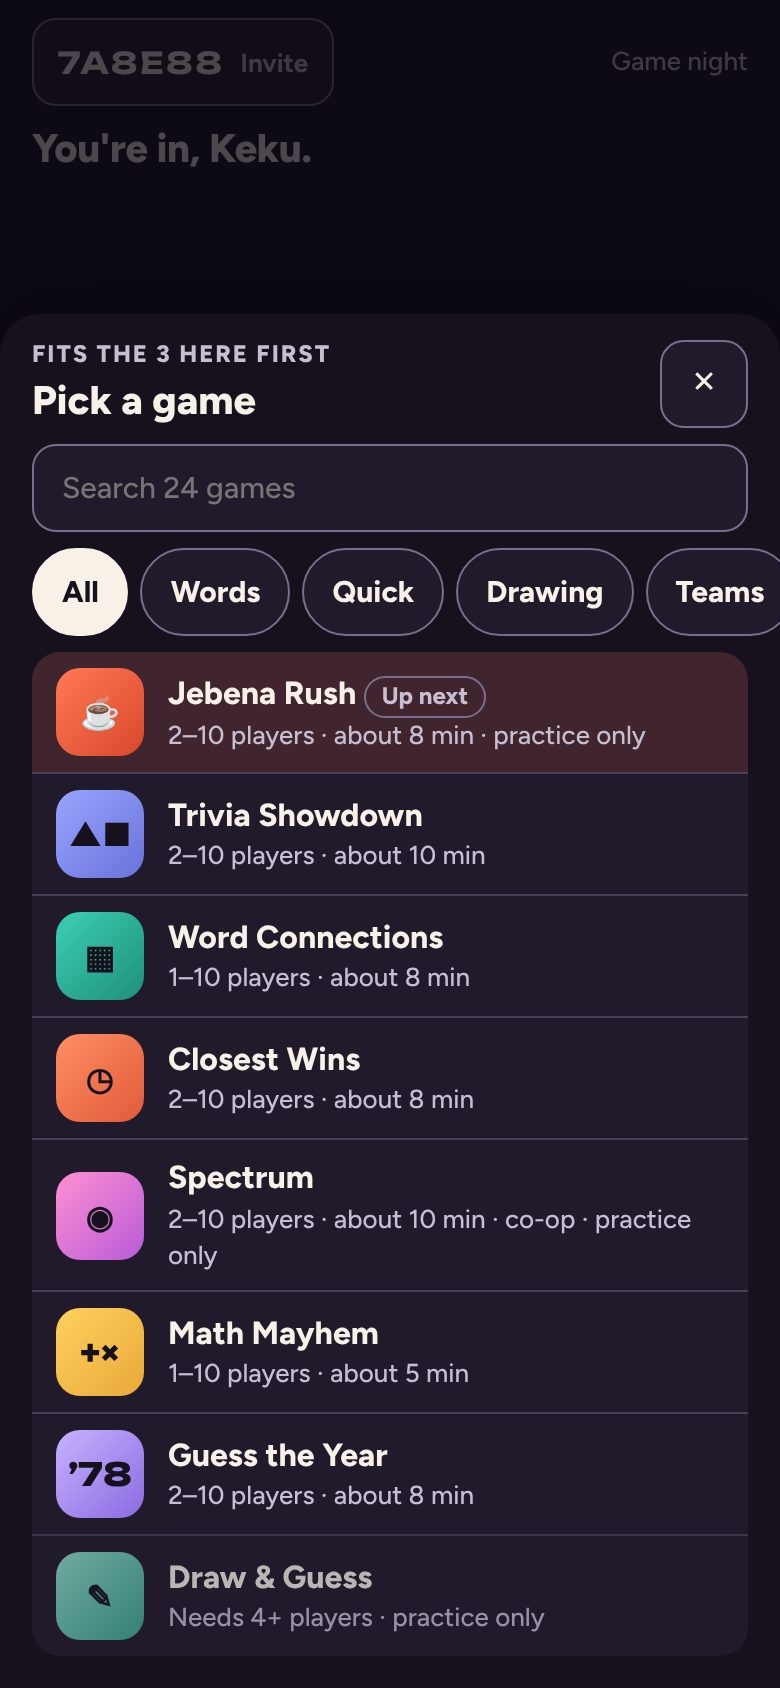 7A8E88 Invite
Game night
You're in, Keku.
FITS THE 3 HERE FIRST
Pick a game
✕
Search 24 games
All
Words
Quick
Drawing
Teams
Jebena Rush Up next
2–10 players · about 8 min · practice only
Trivia Showdown
2–10 players · about 10 min
Word Connections
1–10 players · about 8 min
Closest Wins
2–10 players · about 8 min
Spectrum
2–10 players · about 10 min · co-op · practice
only
+×
Math Mayhem
1–10 players · about 5 min
’78
Guess the Year
2–10 players · about 8 min
Draw & Guess
Needs 4+ players · practice only